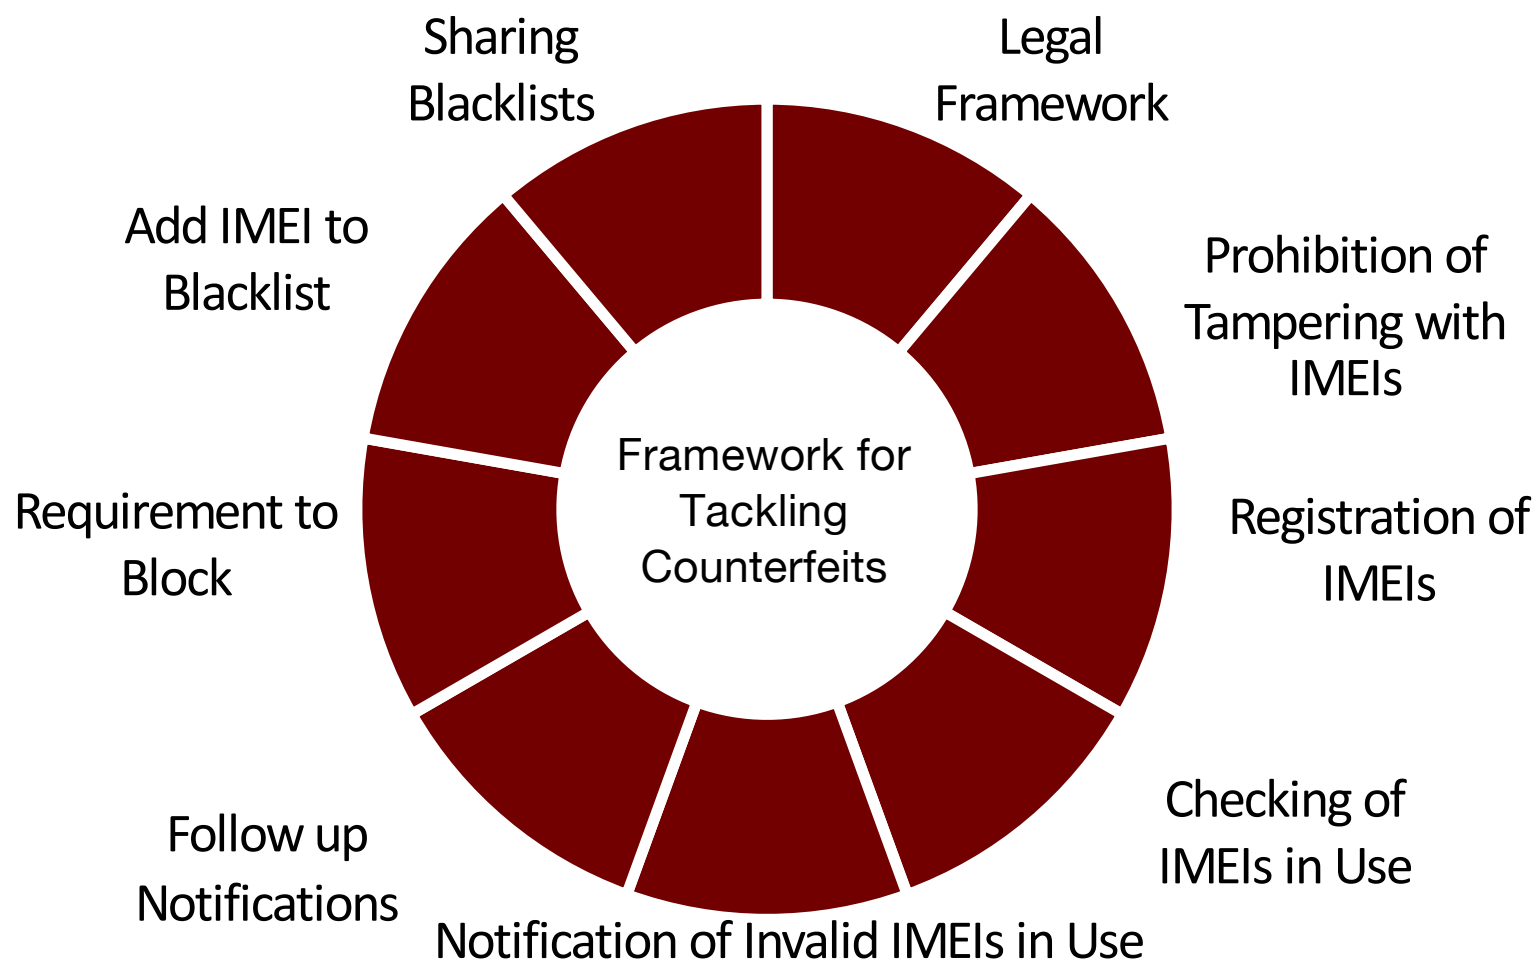 Sharing
Blacklists
Legal
Framework
Add IMEI to
Blacklist
Prohibition of
Tampering with
IMEIs
Framework for
Tackling
Counterfeits
Requirement to
Block
Registration of
IMEIs
Checking of
IMEIs in Use
Follow up
Notifications
Notification of Invalid IMEIs in Use